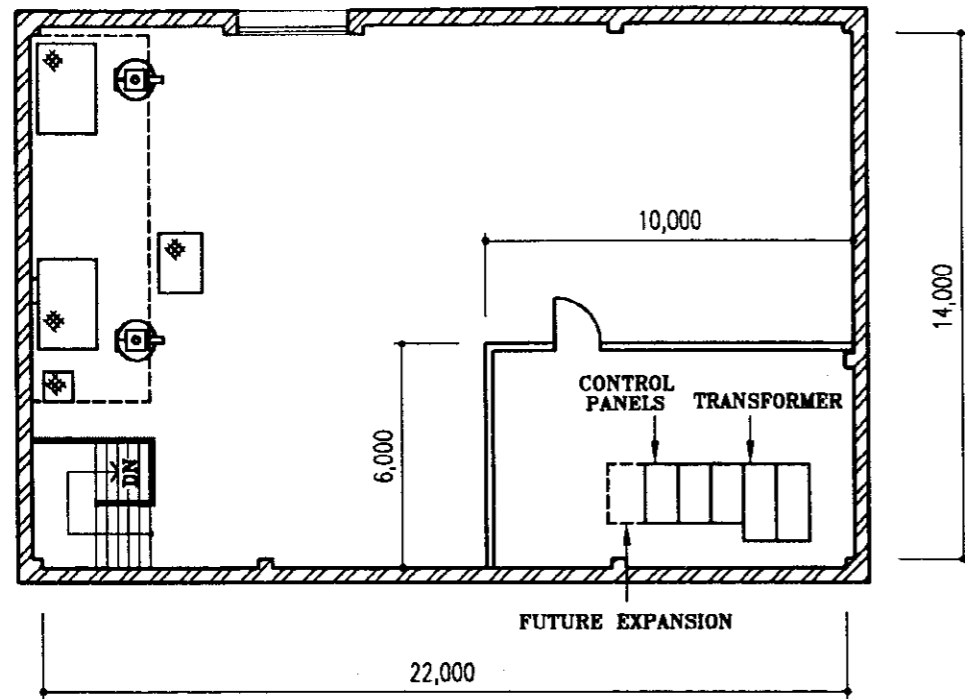 10,000
14,000
CONTROL
PANELS
TRANSFORMER
6,000
DN
FUTURE EXPANSION
22,000